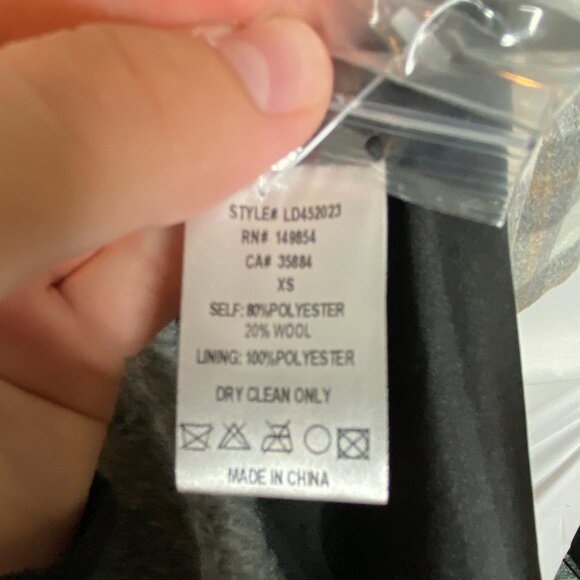 STYLE# LD452023
RN# 149854
CA# 35884
XS
SELF: 80%POLYESTER
20% WOOL
LINING: 100%POLYESTER
DRY CLEAN ONLY
MADE IN CHINA